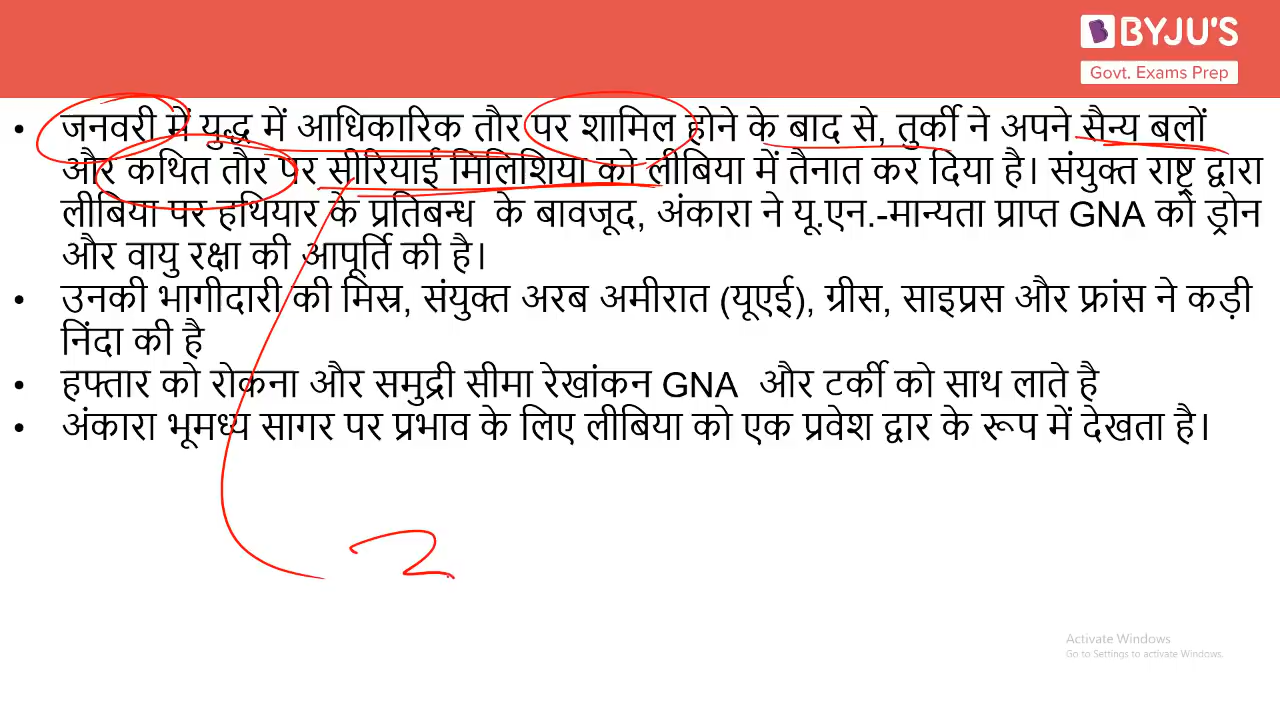 BYJU'S
Govt. Exams Prep
• जनवरी में युद्ध में आधिकारिक तौर पर शामिल होने के बाद से, तुर्की ने अपने सैन्य बलों
और कथित तौर पर सीरियाई मिलिशिया को लीबिया में तैनात कर दिया है। संयुक्त राष्ट्र द्वारा
लीबिया पर हथियार के प्रतिबन्ध के बावजूद, अंकारा ने यू.एन.-मान्यता प्राप्त GNA को ड्रोन
और वायु रक्षा की आपूर्ति की है।
• उनकी भागीदारी की मिस्र, संयुक्त अरब अमीरात (यूएई), ग्रीस, साइप्रस और फ्रांस ने कड़ी
निंदा की है
• हफ्तार को रोकना और समुद्री सीमा रेखांकन GNA और टर्की को साथ लाते है
• अंकारा भूमध्य सागर पर प्रभाव के लिए लीबिया को एक प्रवेश द्वार के रूप में देखता है।
Activate Windows
Go to Settings to activate Windows.